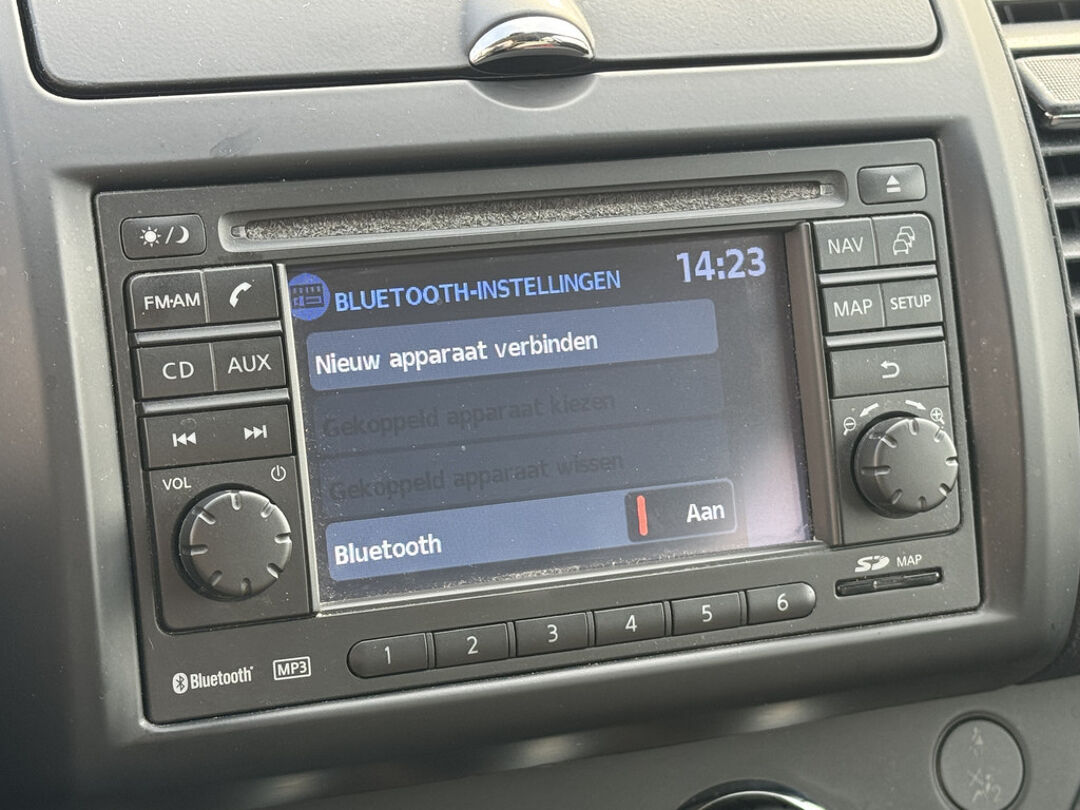 FM•AM
CD
AUX
VOL
BLUETOOTH-INSTELLINGEN
14:23
Nieuw apparaat verbinden
Gekoppeld apparaat kiezen
Gekoppeld apparaat wissen
Bluetooth
Aan
NAV
MAP
SETUP
SD MAP
1 2 3 4 5 6
Bluetooth
MP3